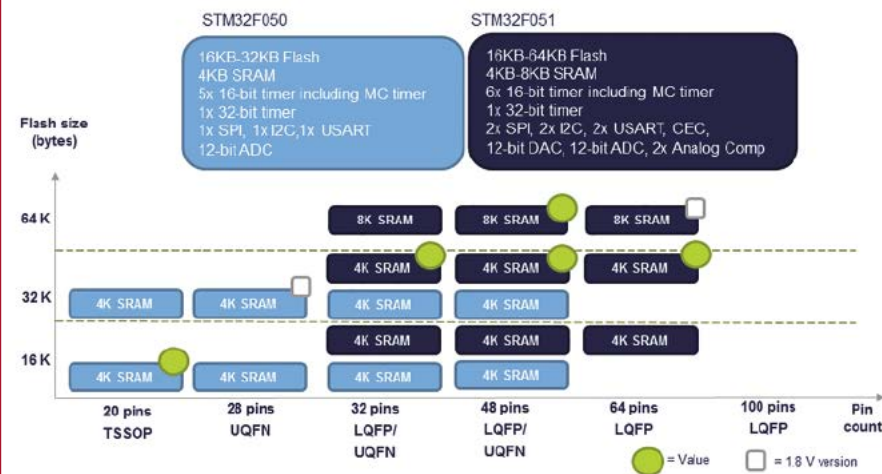 STM32F050
STM32F051
16KB-32KB Flash
4KB SRAM
5x 16-bit timer including MC timer
1x 32-bit timer
1x SPI, 1x I2C,1x USART
12-bit ADC
16KB-64KB Flash
4KB-8KB SRAM
6x 16-bit timer including MC timer
1x 32-bit timer
2x SPI, 2x I2C, 2x USART, CEC,
12-bit DAC, 12-bit ADC, 2x Analog Comp
Flash size
(bytes)
64 K
8K SRAM
8K SRAM
8K SRAM
4K SRAM
4K SRAM
4K SRAM
32 K
4K SRAM
4K SRAM
4K SRAM
4K SRAM
4K SRAM
4K SRAM
4K SRAM
16 K
4K SRAM
4K SRAM
4K SRAM
4K SRAM
20 pins
TSSOP
28 pins
UQFN
32 pins
LQFP/
UQFN
48 pins
LQFP/
UQFN
64 pins
LQFP
100 pins
LQFP
Pin
count
= Value
= 1.8 V version